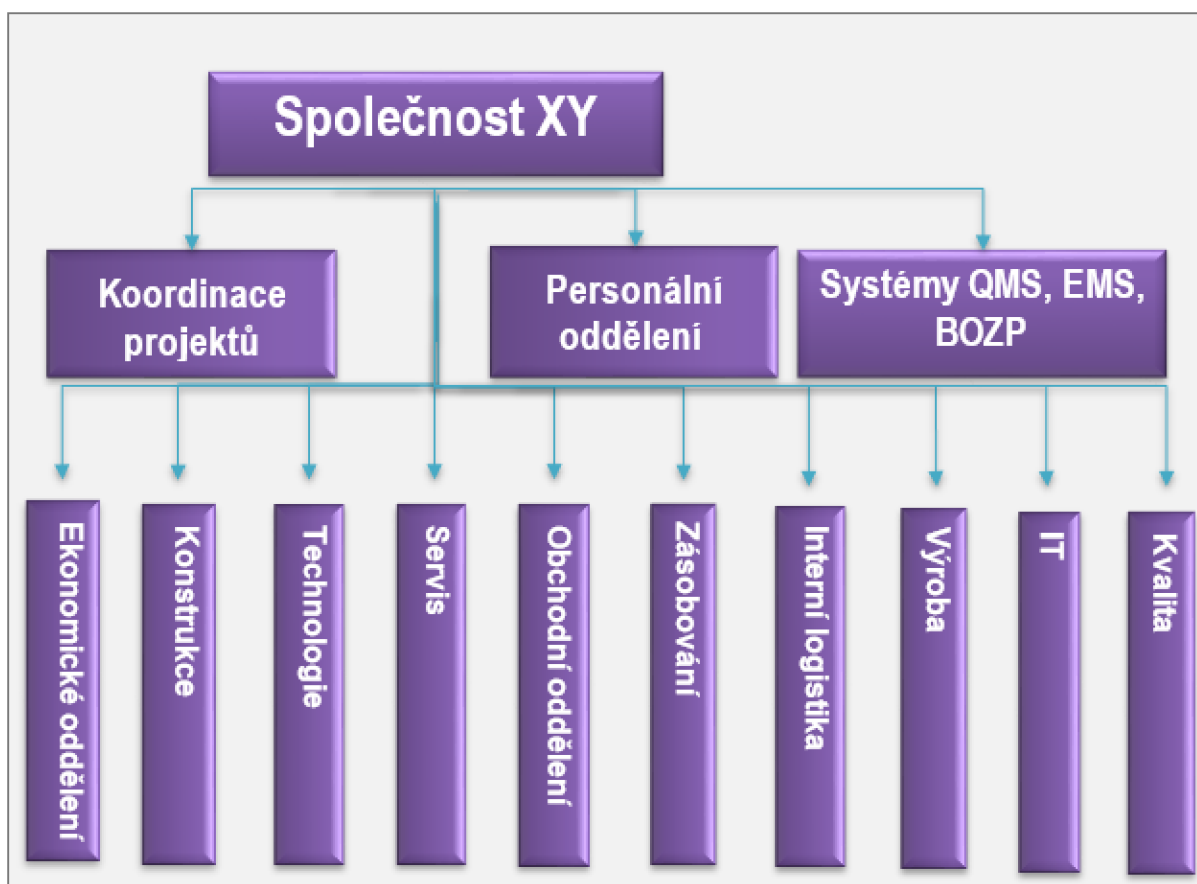 Společnost XY
Koordinace
projektů
Personální
oddělení
Systémy QMS, EMS,
BOZP
Ekonomické oddělení
Konstrukce
Technologie
Servis
Obchodní oddělení
Zásobování
Interní logistika
Výroba
IT
Kvalita